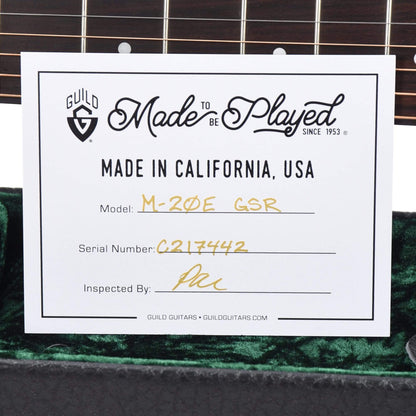 GUILD
G
Made TO BE Played
SINCE 1953 ®
MADE IN CALIFORNIA, USA
Model: M-20E GSR
Serial Number: C217442
Inspected By:
GUILD GUITARS • GUILDGUITARS.COM